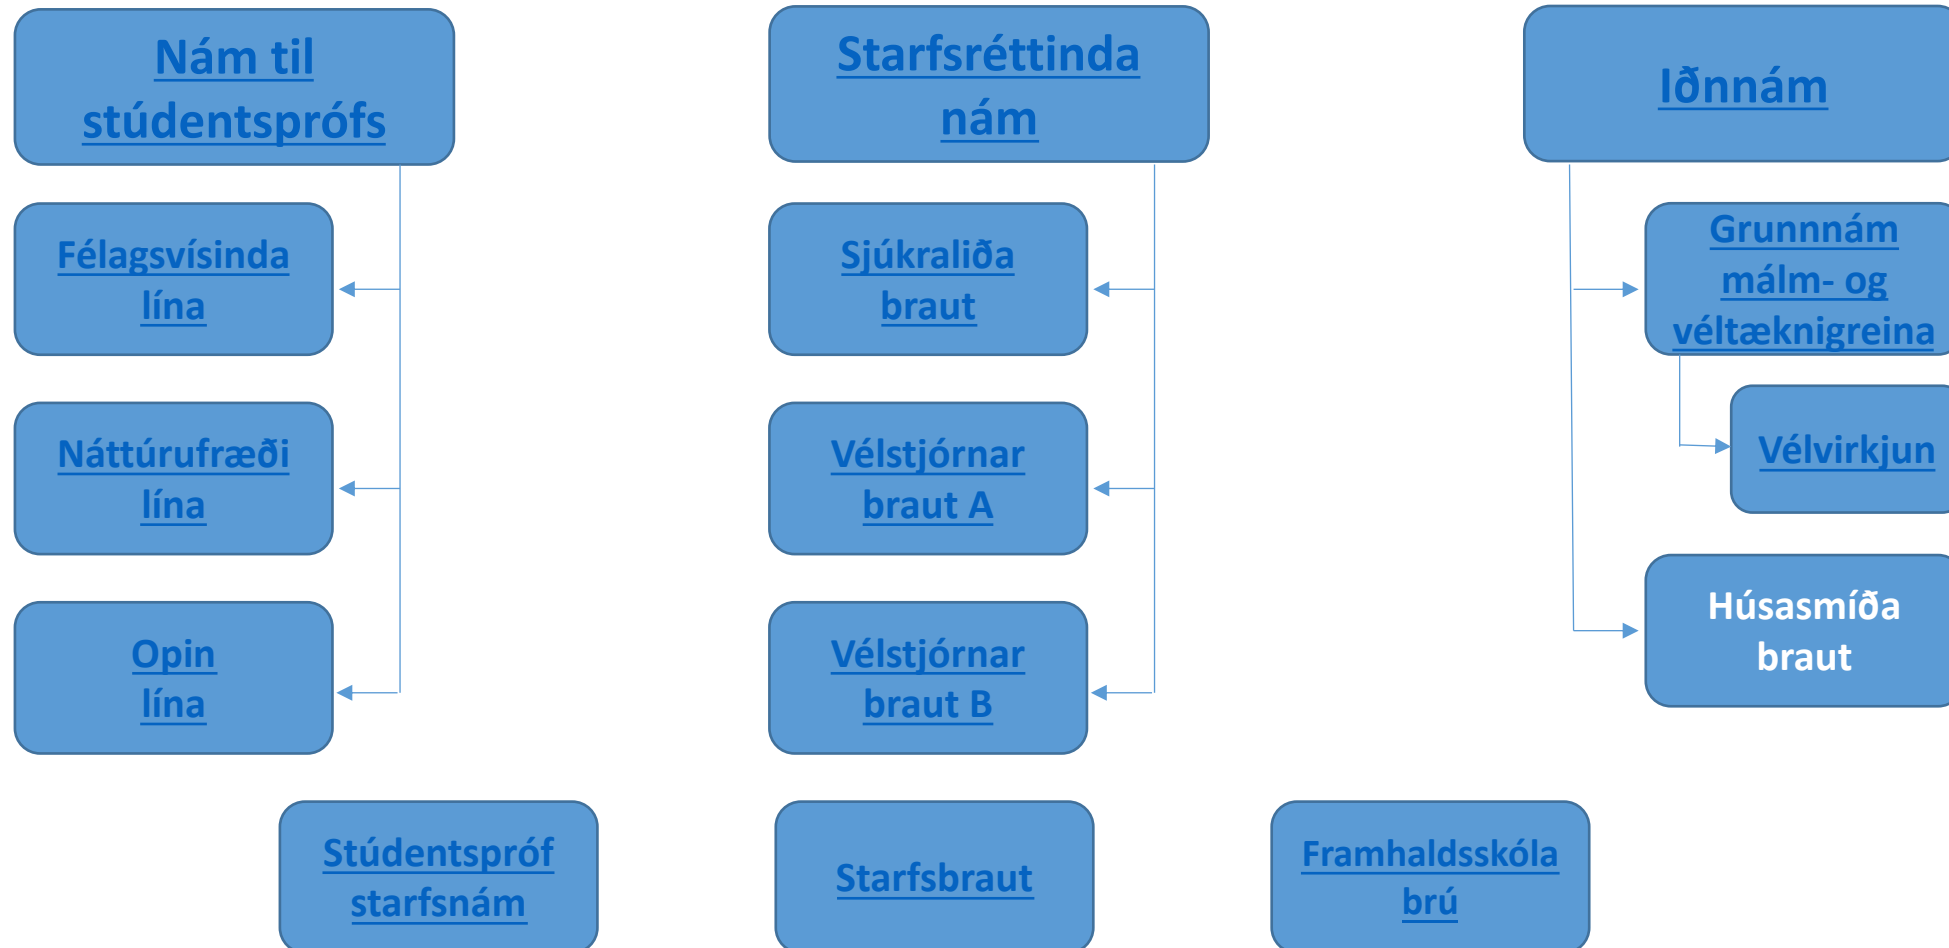 Nám til
stúdentsprófs
Félagsvísinda
lína
Náttúrufræði
lína
Opin
lína
Starfsréttinda
nám
Sjúkraliða
braut
Vélstjórnar
braut A
Vélstjórnar
braut B
Iðnnám
Grunnnám
málm- og
véltæknigreina
Vélvirkjun
Húsasmíða
braut
Stúdentspróf
starfsnám
Starfsbraut
Framhaldsskóla
brú